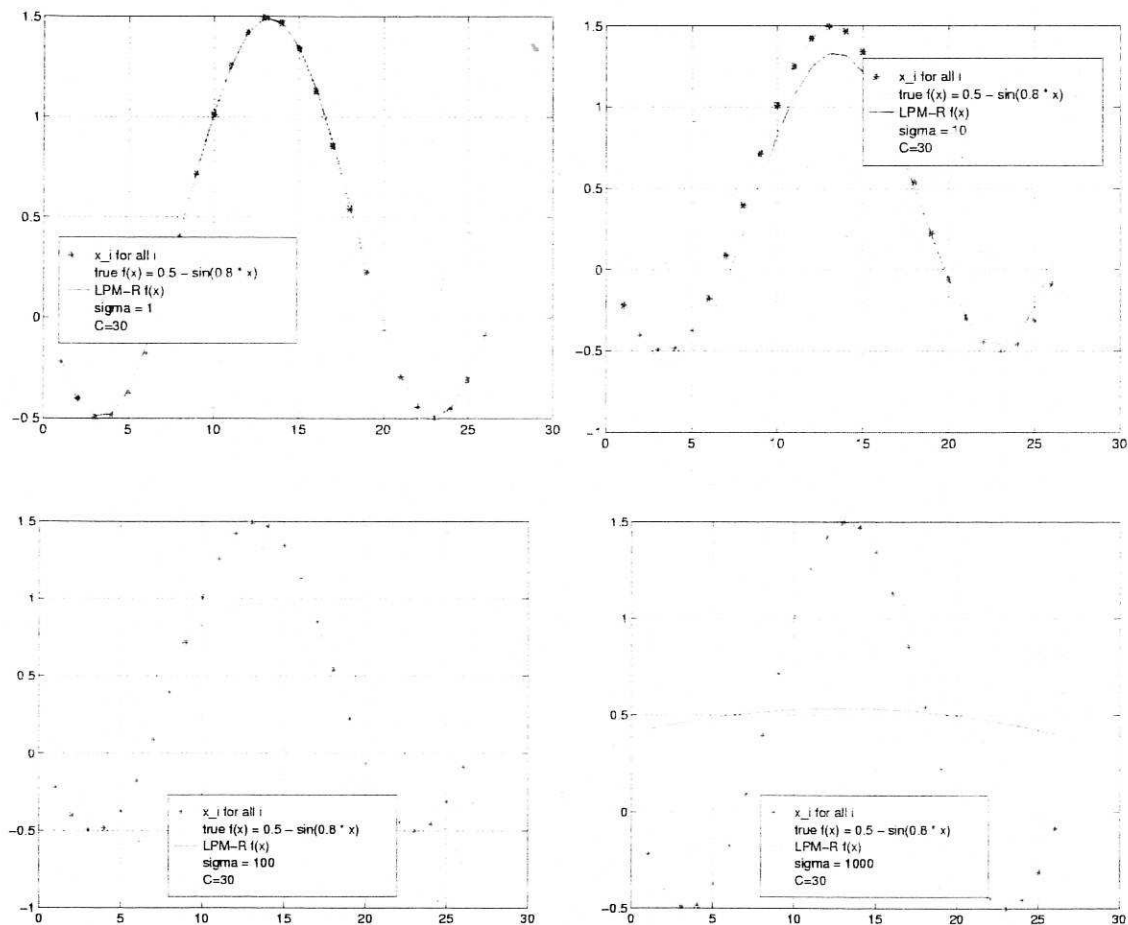 1.5
1
0.5
0
-0.5
0 5 10 15 20 25 30
* x_i for all i
true f(x) = 0.5 − sin(0.8 * x)
LPM−R f(x)
sigma = 1
C=30
1.5
1
0.5
0
-0.5
-1
0 5 10 15 20 25 30
* x_i for all i
true f(x) = 0.5 − sin(0.8 * x)
LPM−R f(x)
sigma = 10
C=30
1.5
1
0.5
0
-0.5
-1
0 5 10 15 20 25 30
x_i for all i
true f(x) = 0.5 − sin(0.8 * x)
LPM−R f(x)
sigma = 100
C=30
1.5
1
0.5
0
-0.5
0 5 10 15 20 25 30
x_i for all i
true f(x) = 0.5 − sin(0.8 * x)
LPM−R f(x)
sigma = 1000
C=30